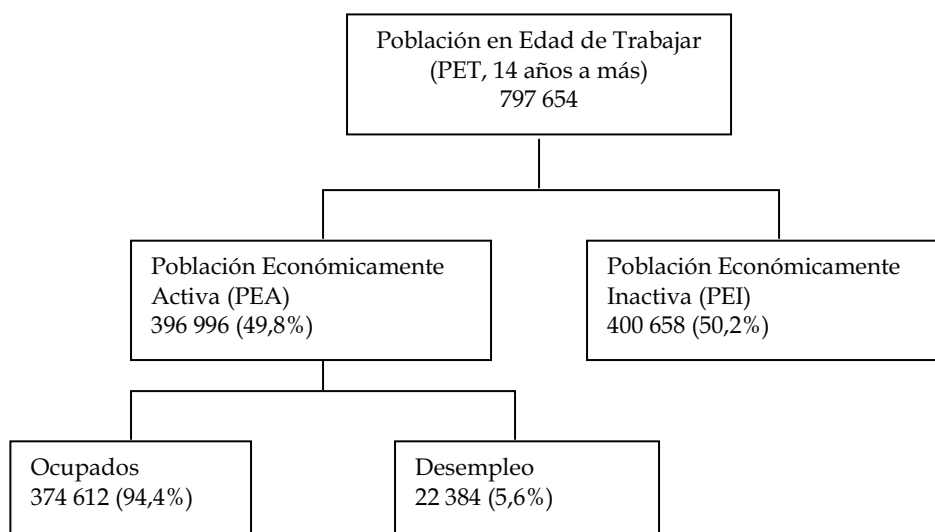 Población en Edad de Trabajar
(PET, 14 años a más)
797 654
Población Económicamente
Activa (PEA)
396 996 (49,8%)
Población Económicamente
Inactiva (PEI)
400 658 (50,2%)
Ocupados
374 612 (94,4%)
Desempleo
22 384 (5,6%)